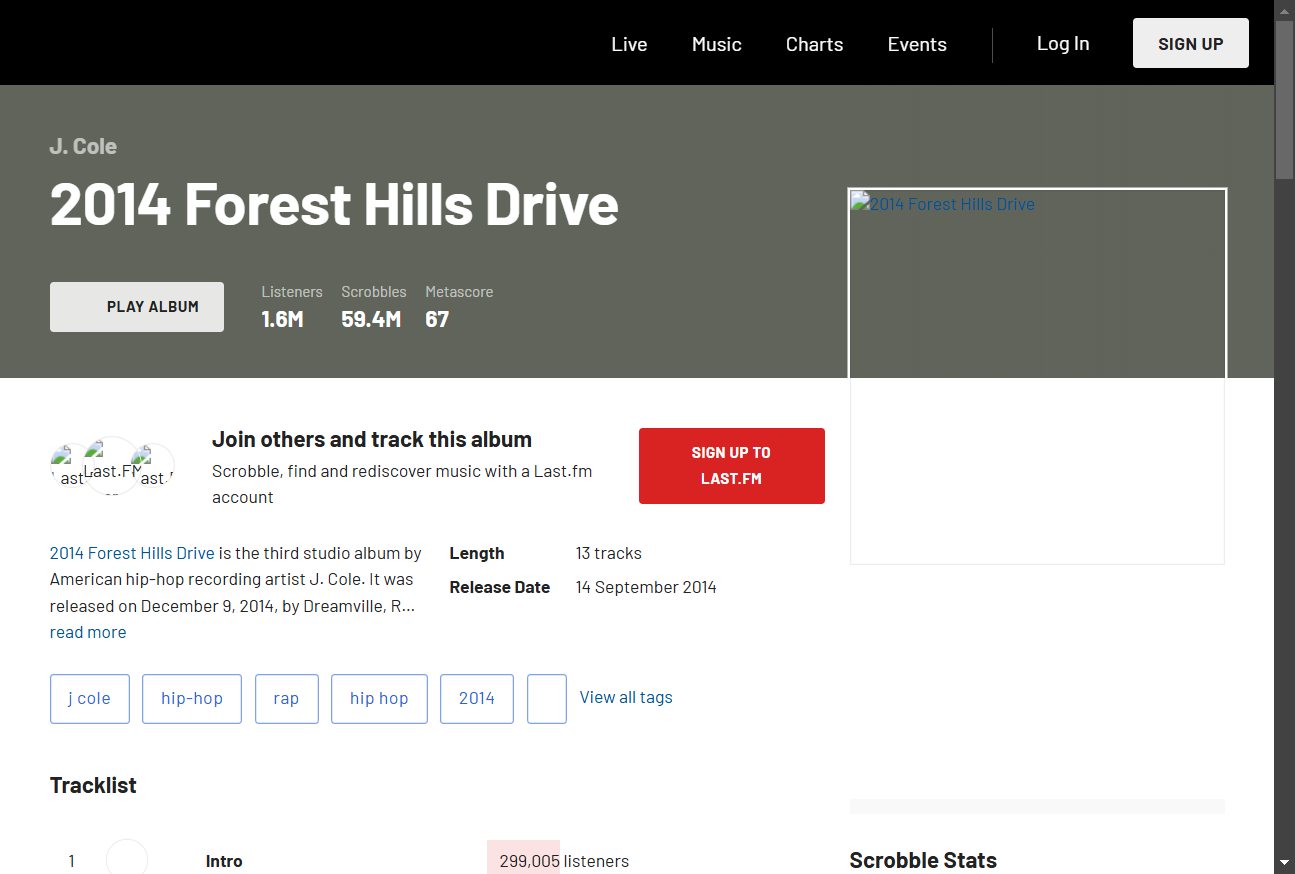 Live Music Charts Events Log In SIGN UP
J. Cole
2014 Forest Hills Drive
2014 Forest Hills Drive
PLAY ALBUM
Listeners Scrobbles Metascore
1.6M 59.4M 67
Join others and track this album
Scrobble, find and rediscover music with a Last.fm
account
SIGN UP TO
LAST.FM
Last.FM
2014 Forest Hills Drive is the third studio album by
American hip-hop recording artist J. Cole. It was
released on December 9, 2014, by Dreamville, R...
read more
Length 13 tracks
Release Date 14 September 2014
j cole hip-hop rap hip hop 2014 View all tags
Tracklist
1 Intro 299,005 listeners
Scrobble Stats